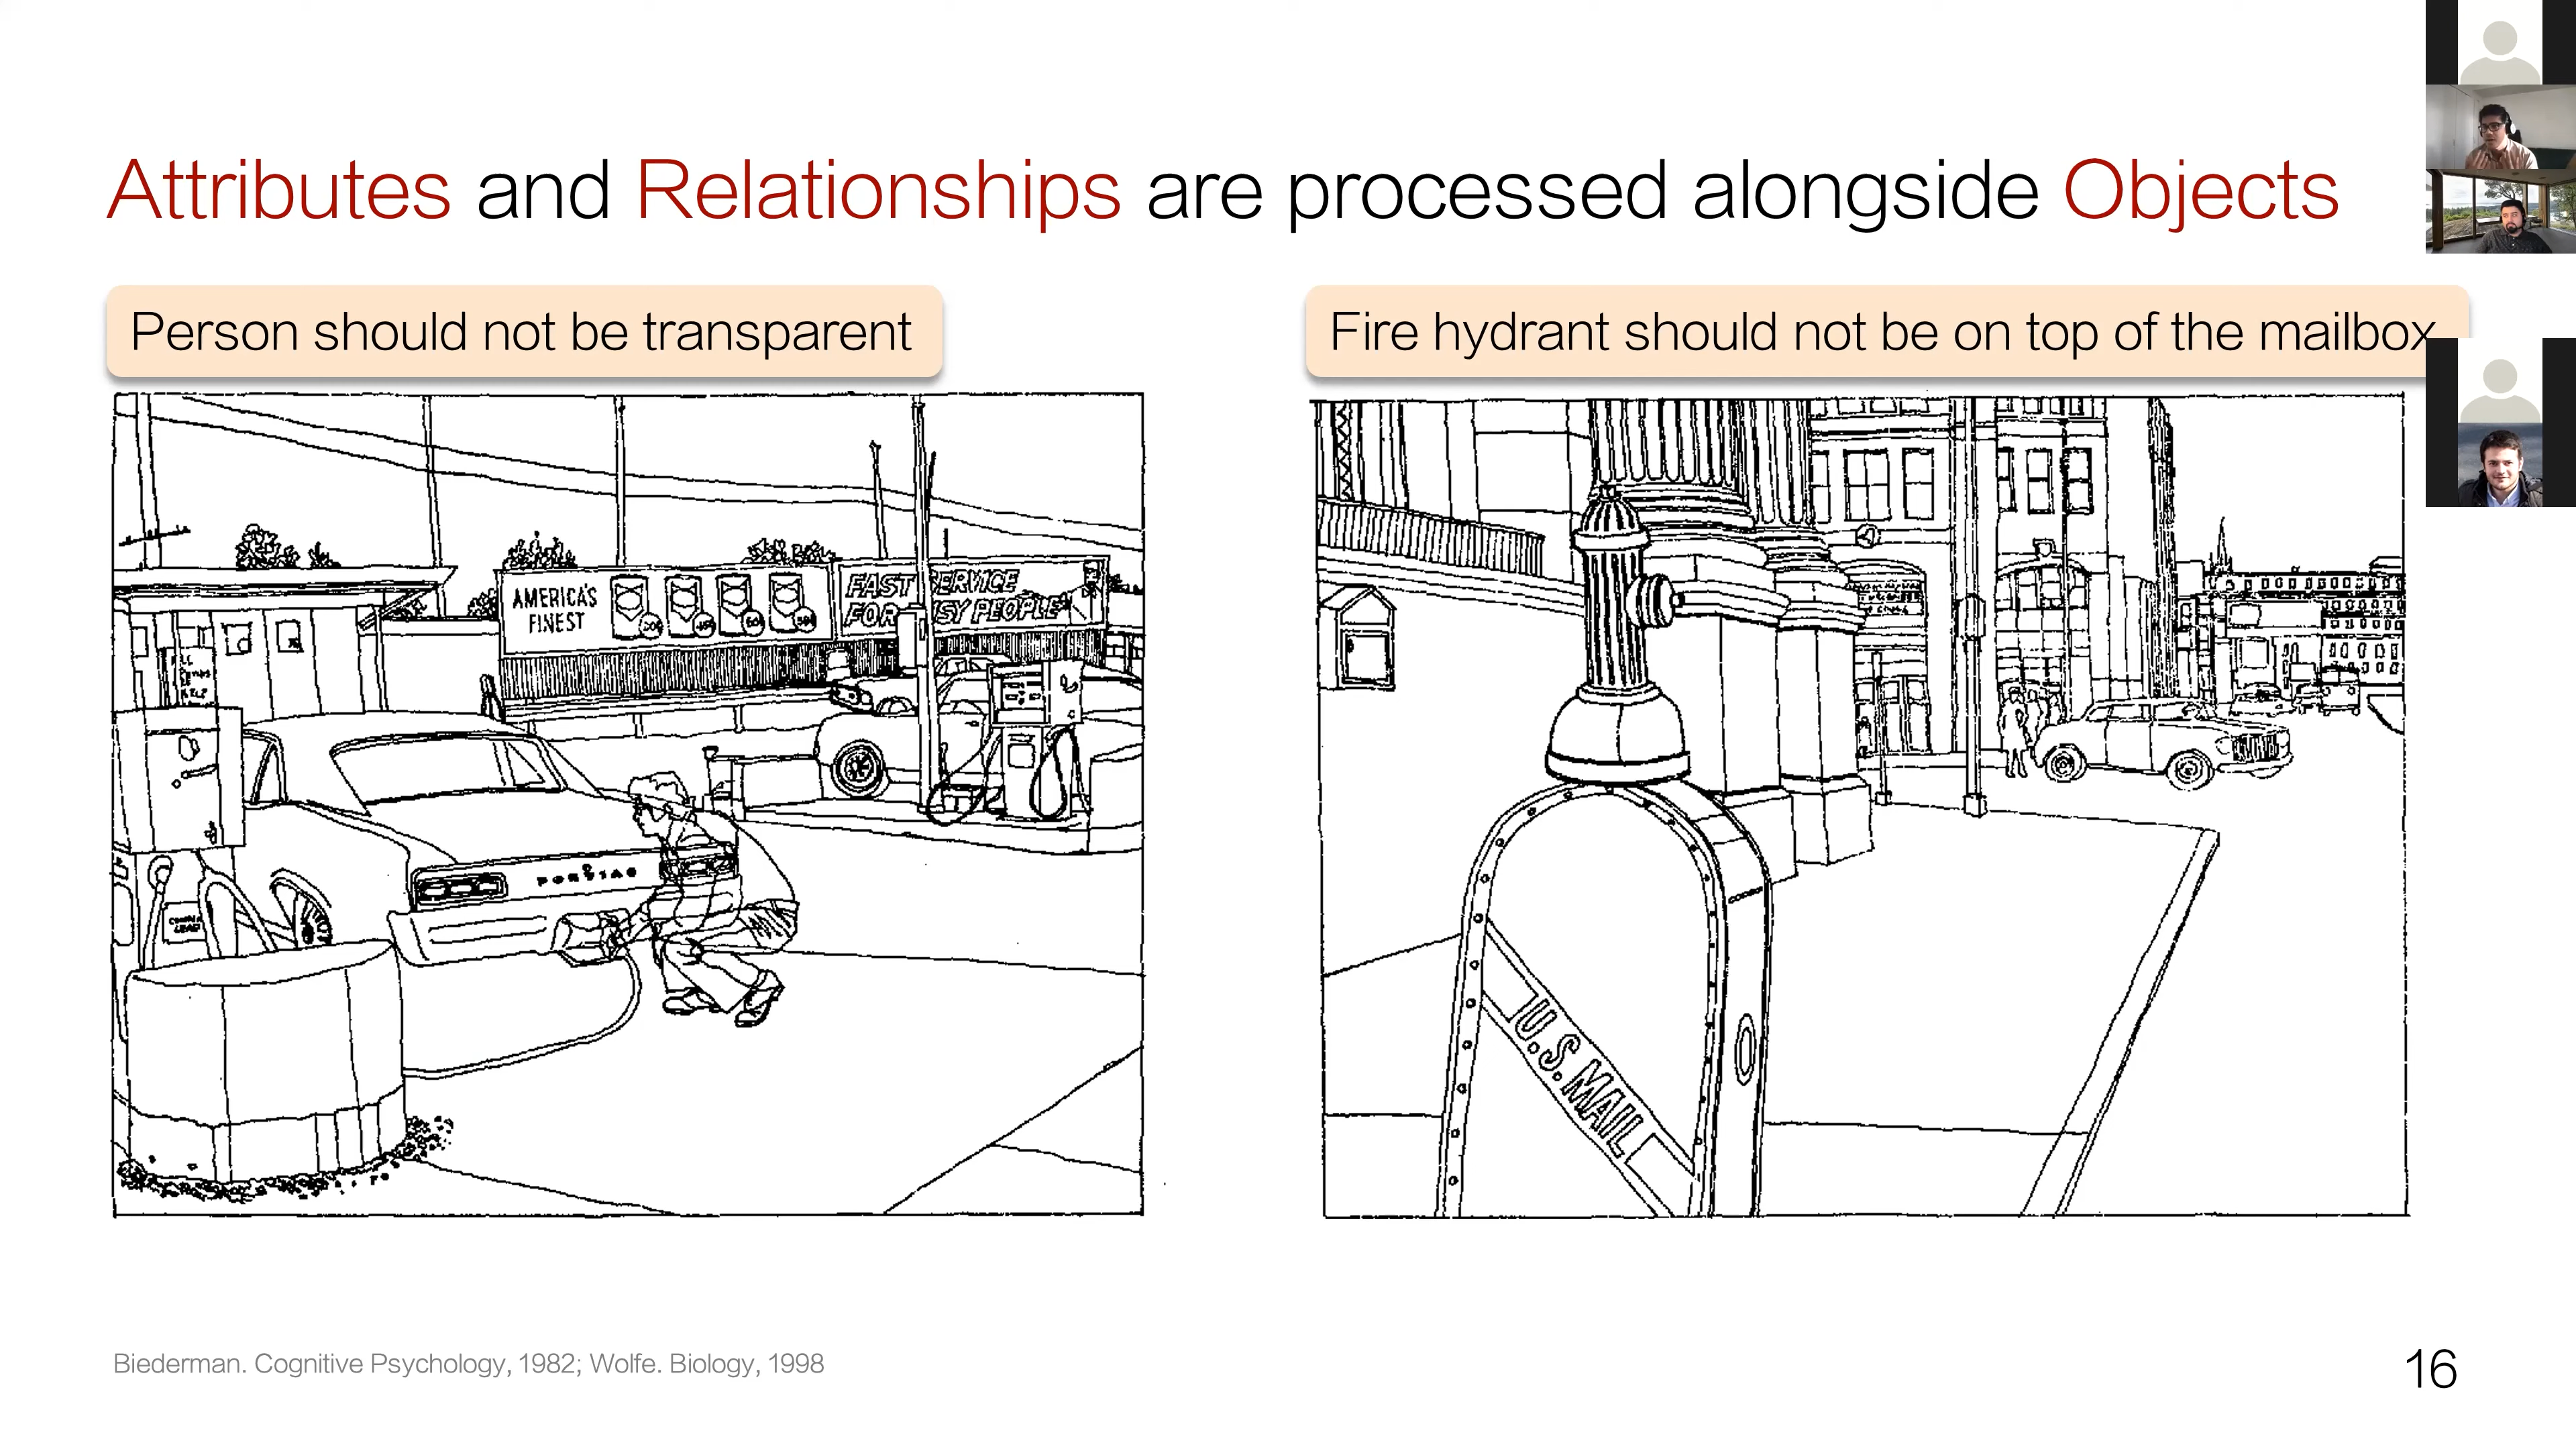 Attributes and Relationships are processed alongside Objects
Person should not be transparent
Fire hydrant should not be on top of the mailbox
AMERICA'S
FINEST
FAST SERVICE
FOR SY PEOPLE
PONTIAC
U.S. MAIL
Biederman. Cognitive Psychology, 1982; Wolfe. Biology, 1998
16